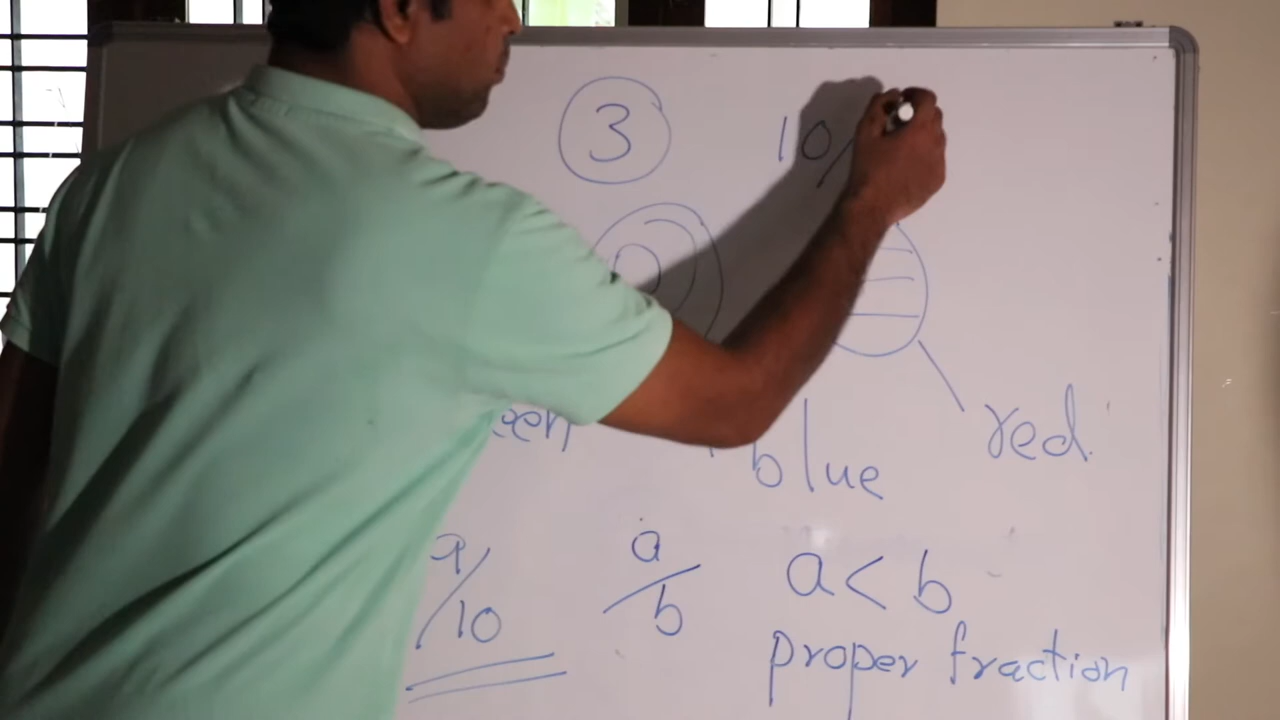 3 10/
red
blue
9/10 a/b a < b
proper fraction